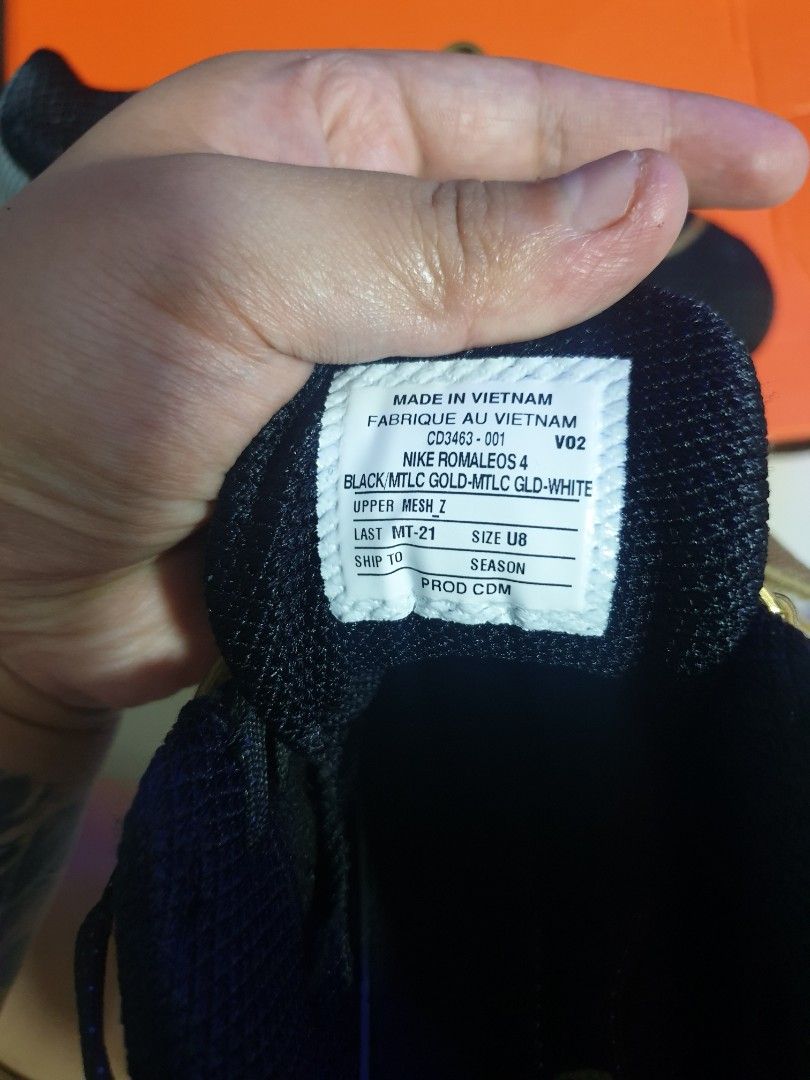 MADE IN VIETNAM
FABRIQUE AU VIETNAM
CD3463 - 001 V02
NIKE ROMALEOS 4
BLACK/MTLC GOLD-MTLC GLD-WHITE
UPPER MESH_Z
LAST MT-21 SIZE U8
SHIP TO SEASON
PROD CDM